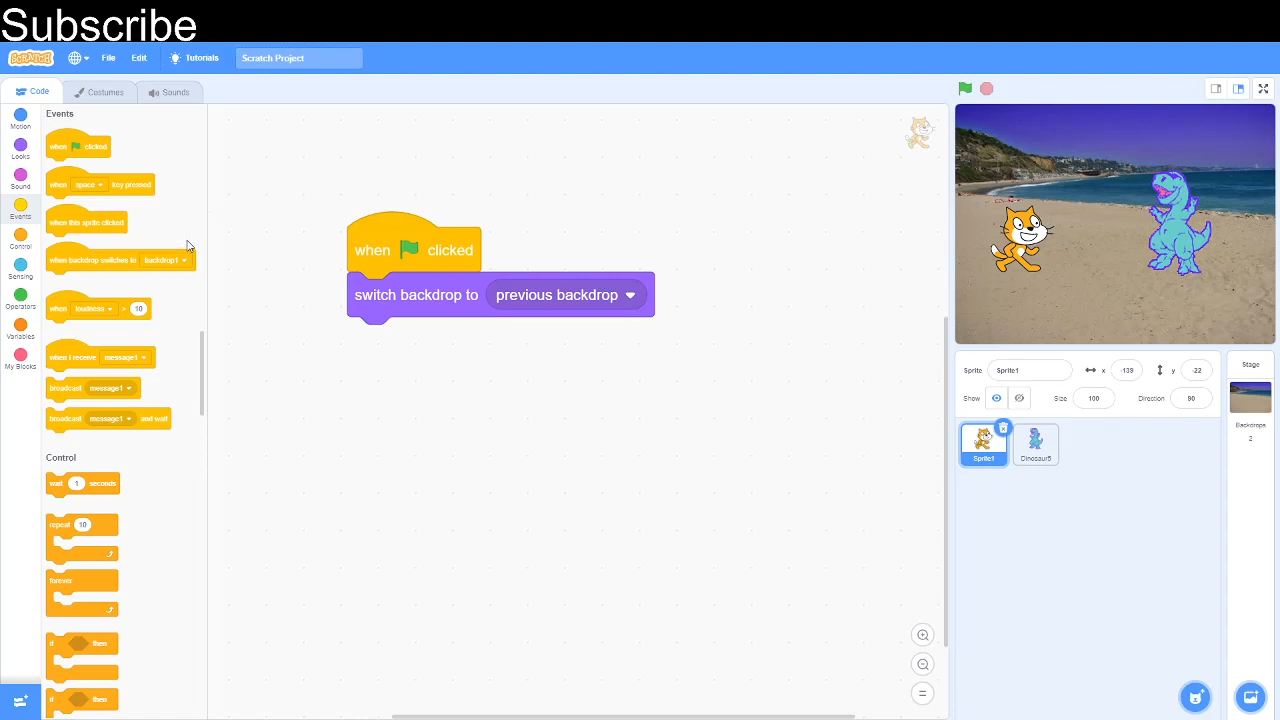 Subscribe
SCRATCH
File
Edit
Tutorials
Scratch Project
Code
Costumes
Sounds
Motion
Looks
Sound
Events
Control
Sensing
Operators
Variables
My Blocks
Events
when clicked
when space key pressed
when this sprite clicked
when backdrop switches to backdrop1
when loudness > 10
when I receive message1
broadcast message1
broadcast message1 and wait
Control
wait 1 seconds
repeat 10
forever
if then
if then
when clicked
switch backdrop to previous backdrop
Sprite Sprite1 x -139 y -22
Show Size 100 Direction 90
Sprite1
Dinosaur5
Stage
Backdrops
2